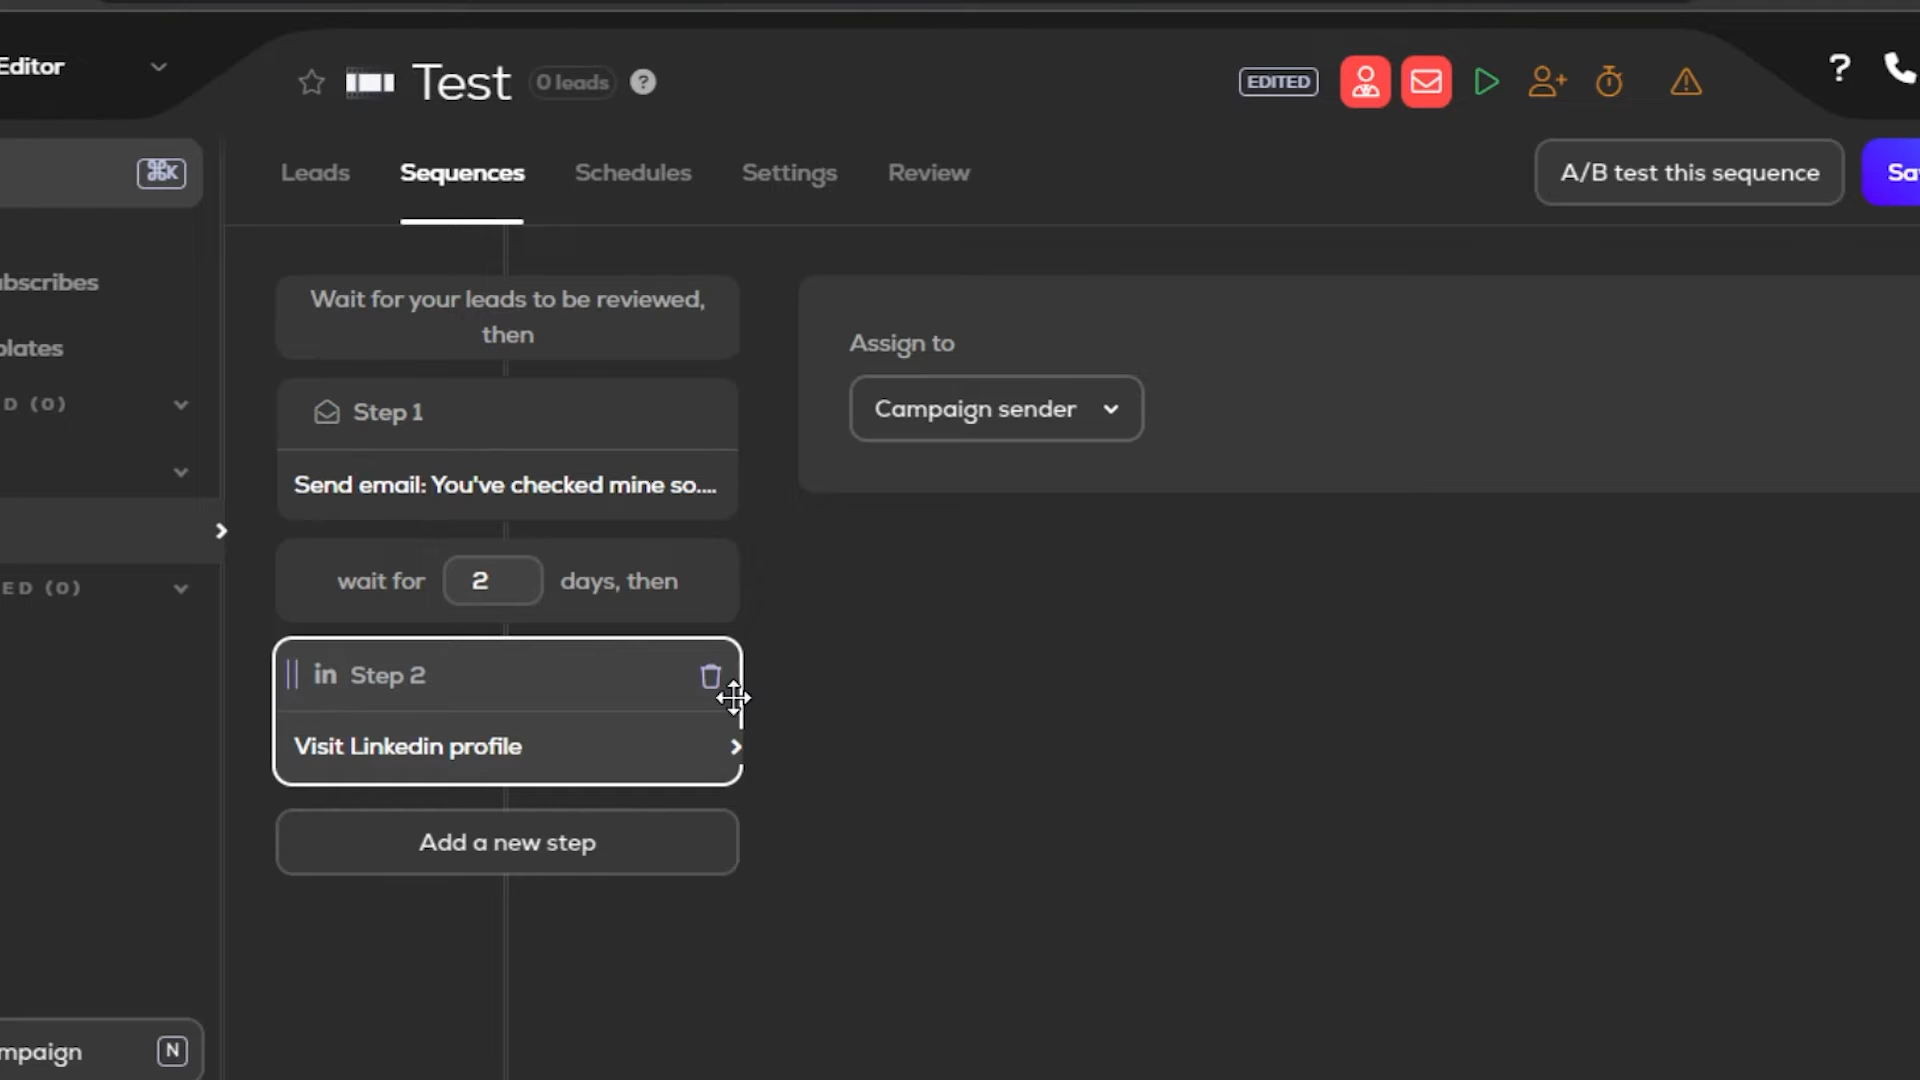 Editor
Test
0 leads
?
EDITED
?
⌘K
Leads
Sequences
Schedules
Settings
Review
A/B test this sequence
Sa
bscribes
plates
D (0)
ED (0)
mpaign
N
Wait for your leads to be reviewed,
then
Step 1
Send email: You've checked mine so....
wait for 2 days, then
in Step 2
Visit Linkedin profile
Add a new step
Assign to
Campaign sender